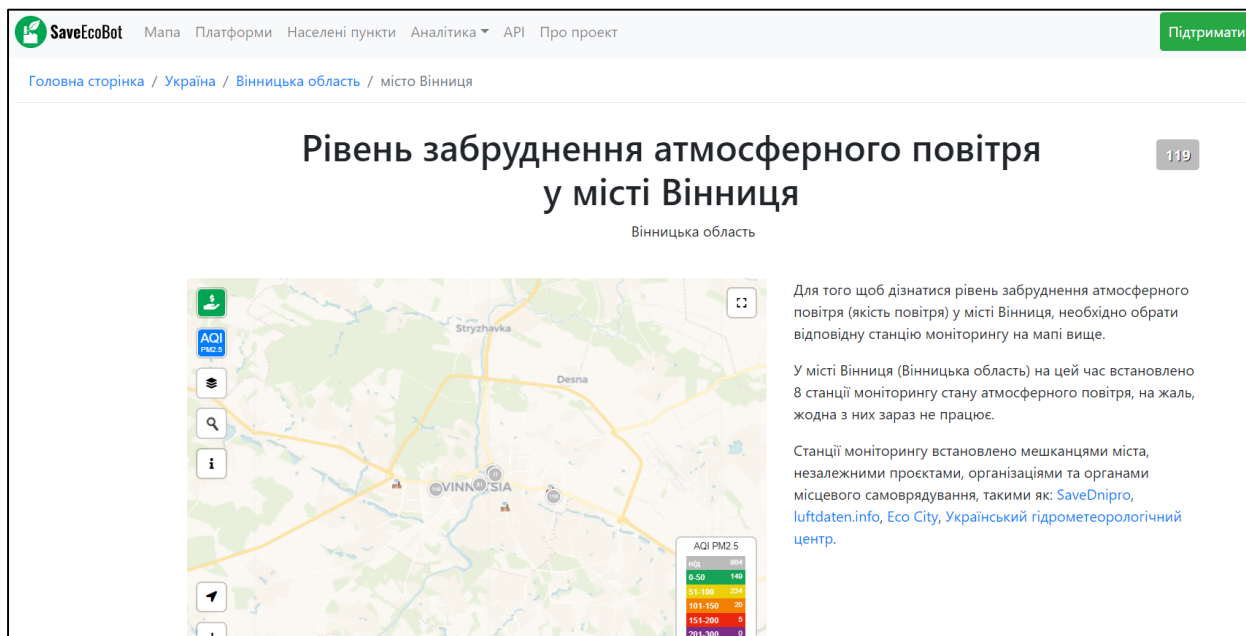 SaveEcoBot Мапа Платформи Населені пункти Аналітика API Про проект Підтримати
Головна сторінка / Україна / Вінницька область / місто Вінниця
Рівень забруднення атмосферного повітря
у місті Вінниця
119
Вінницька область
Stryzhavka
Desna
AQI
PM2.5
i
AQI PM2.5
н/д 884
0-50 149
51-100 234
101-150 20
151-200 5
201-300 0
Для того щоб дізнатися рівень забруднення атмосферного
повітря (якість повітря) у місті Вінниця, необхідно обрати
відповідну станцію моніторингу на мапі вище.
У місті Вінниця (Вінницька область) на цей час встановлено
8 станції моніторингу стану атмосферного повітря, на жаль,
жодна з них зараз не працює.
Станції моніторингу встановлено мешканцями міста,
незалежними проєктами, організаціями та органами
місцевого самоврядування, такими як: SaveDnipro,
luftdaten.info, Eco City, Український гідрометеорологічний
центр.